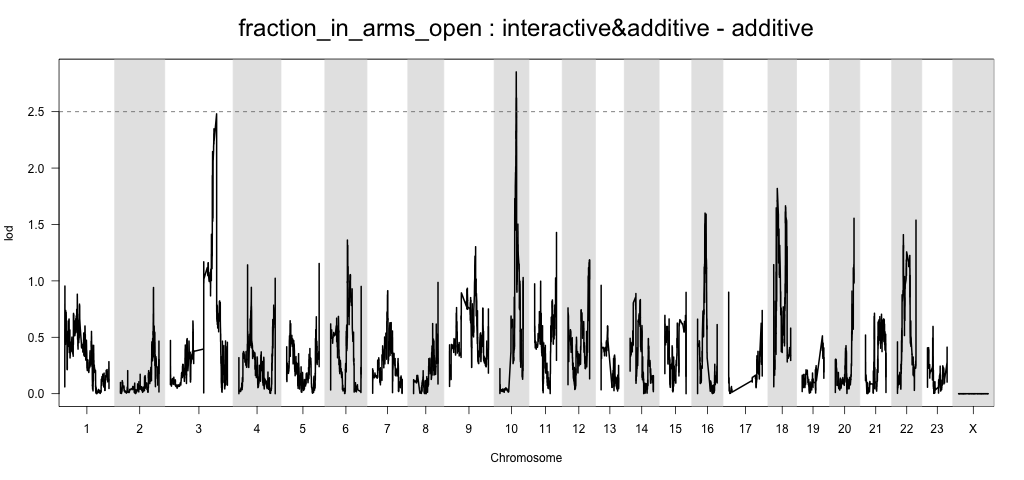 fraction_in_arms_open : interactive&additive - additive
2.5
2.0
1.5
1.0
0.5
0.0
lod
1 2 3 4 5 6 7 8 9 10 11 12 13 14 15 16 17 18 19 20 21 22 23 X
Chromosome